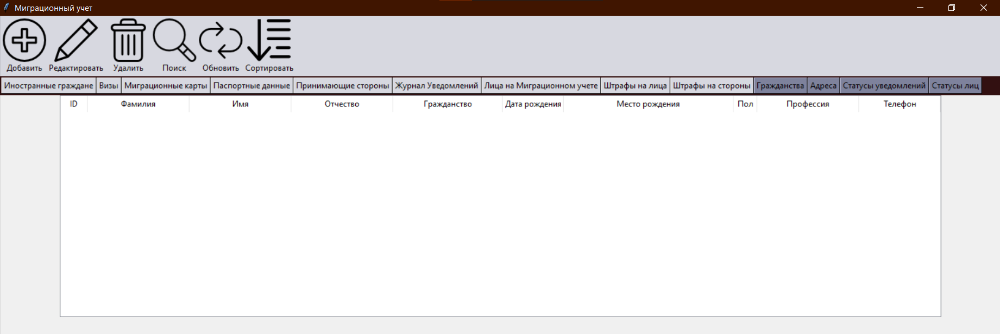 Миграционный учет
Добавить Редактировать Удалить Поиск Обновить Сортировать
Иностранные граждане Визы Миграционные карты Паспортные данные Принимающие стороны Журнал Уведомлений Лица на Миграционном учете Штрафы на лица Штрафы на стороны Гражданства Адреса Статусы уведомлений Статусы лиц
ID Фамилия Имя Отчество Гражданство Дата рождения Место рождения Пол Профессия Телефон